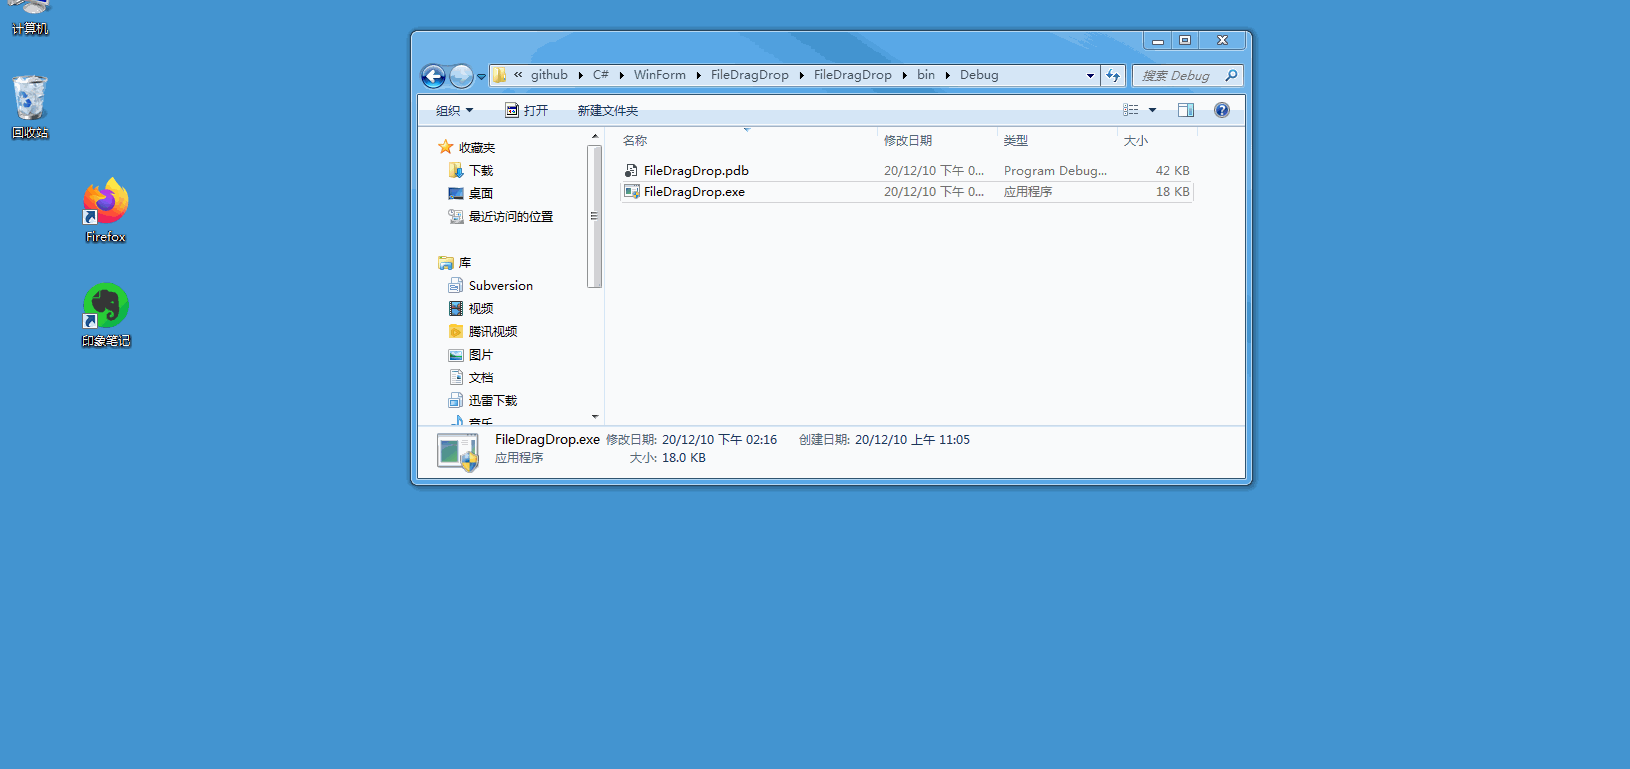 计算机
回收站
Firefox
印象笔记
« github ▸ C# ▸ WinForm ▸ FileDragDrop ▸ FileDragDrop ▸ bin ▸ Debug
搜索 Debug
组织 打开 新建文件夹
收藏夹
下载
桌面
最近访问的位置
库
Subversion
视频
腾讯视频
图片
文档
迅雷下载
音乐
名称 修改日期 类型 大小
FileDragDrop.pdb 20/12/10 下午 0... Program Debug... 42 KB
FileDragDrop.exe 20/12/10 下午 0... 应用程序 18 KB
FileDragDrop.exe 修改日期: 20/12/10 下午 02:16 创建日期: 20/12/10 上午 11:05
应用程序 大小: 18.0 KB